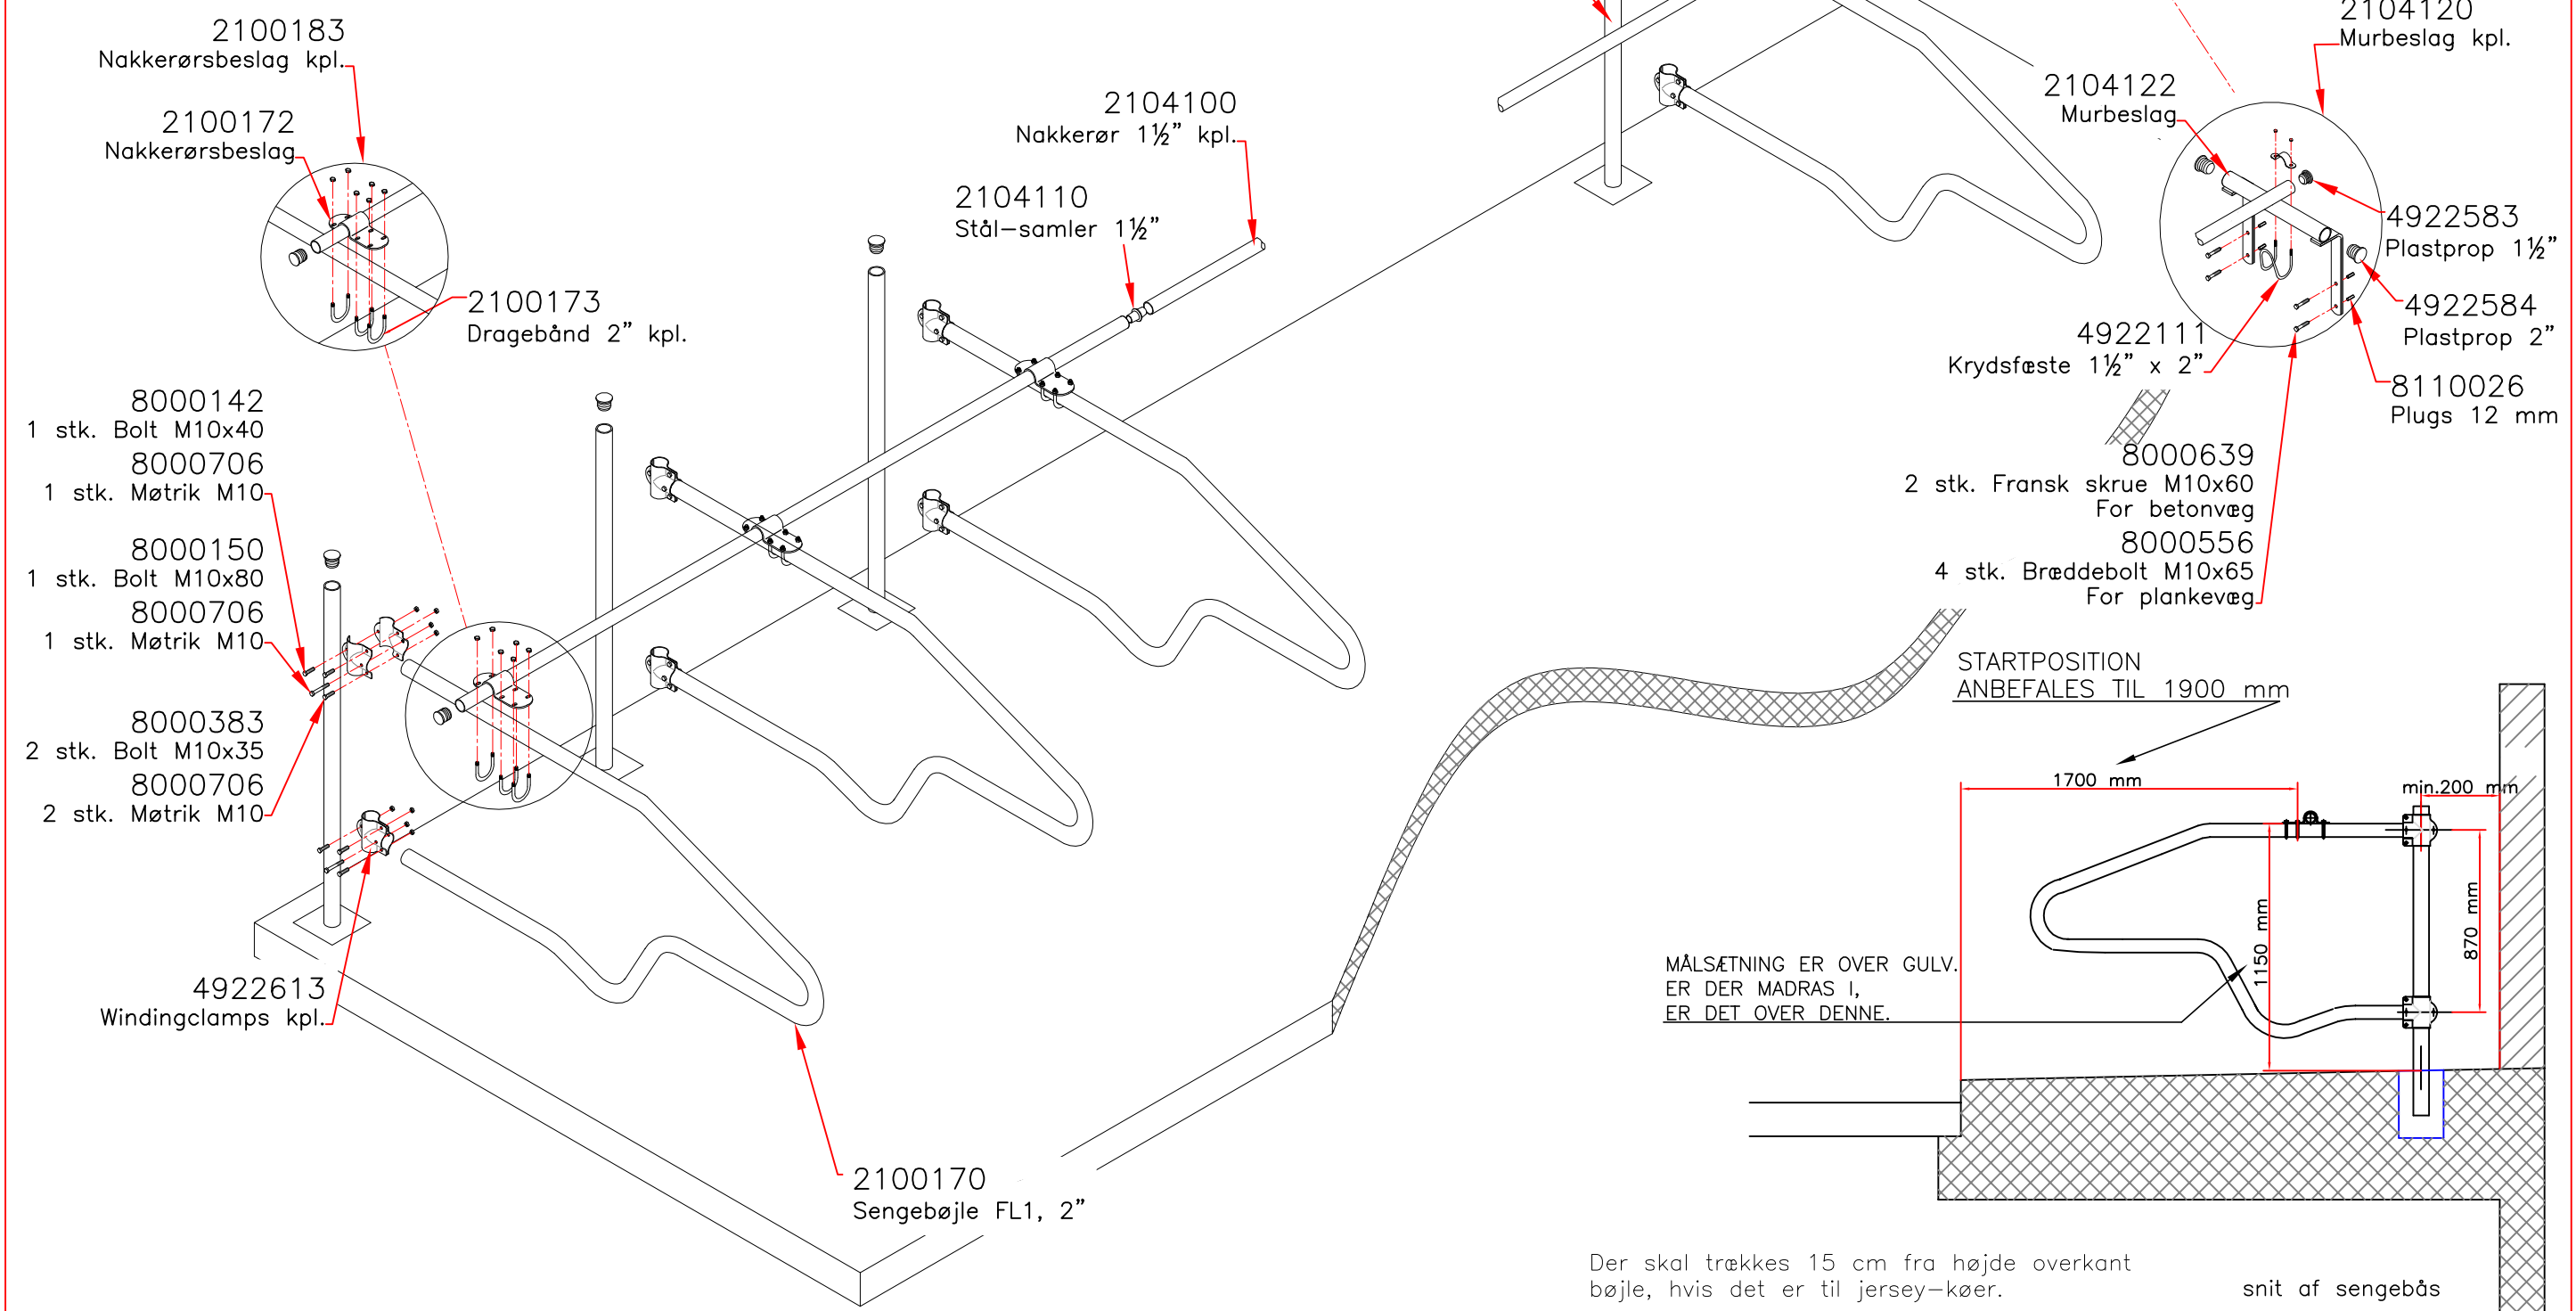 2100183
Nakkerørsbeslag kpl.
2100172
Nakkerørsbeslag
2100173
Dragebånd 2” kpl.
2104100
Nakkerør 1½” kpl.
2104110
Stål-samler 1½”
2104120
Murbeslag kpl.
2104122
Murbeslag
4922583
Plastprop 1½”
4922584
Plastprop 2”
4922111
Krydsfæste 1½” x 2”
8110026
Plugs 12 mm
8000639
2 stk. Fransk skrue M10x60
For betonvæg
8000556
4 stk. Bræddebolt M10x65
For plankevæg
8000142
1 stk. Bolt M10x40
8000706
1 stk. Møtrik M10
8000150
1 stk. Bolt M10x80
8000706
1 stk. Møtrik M10
8000383
2 stk. Bolt M10x35
8000706
2 stk. Møtrik M10
4922613
Windingclamps kpl.
2100170
Sengebøjle FL1, 2”
STARTPOSITION
ANBEFALES TIL 1900 mm
1700 mm
min.200 mm
1150 mm
870 mm
MÅLSÆTNING ER OVER GULV.
ER DER MADRAS I,
ER DET OVER DENNE.
Der skal trækkes 15 cm fra højde overkant
bøjle, hvis det er til jersey-køer.
snit af sengebås